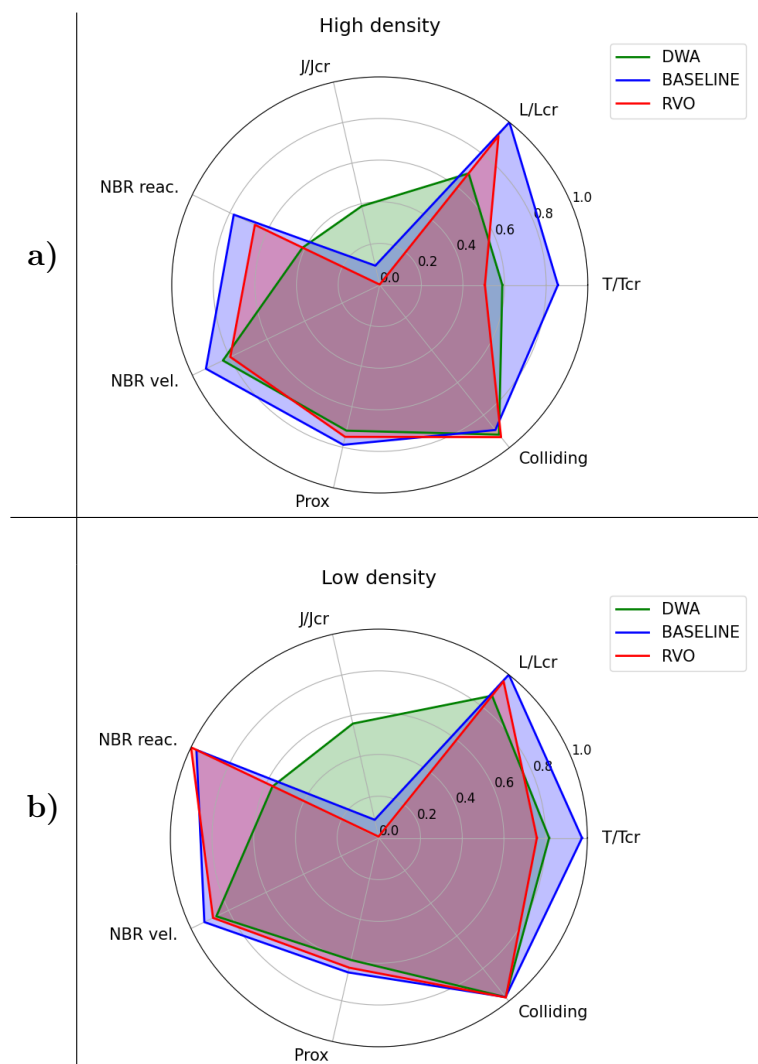 High density
J/Jcr
DWA
BASELINE
RVO
L/Lcr
NBR reac.
1.0
0.8
0.6
0.4
0.2
0.0
a)
T/Tcr
NBR vel.
Colliding
Prox
Low density
J/Jcr
DWA
BASELINE
RVO
L/Lcr
NBR reac.
1.0
0.8
0.6
0.4
0.2
0.0
b)
T/Tcr
NBR vel.
Colliding
Prox